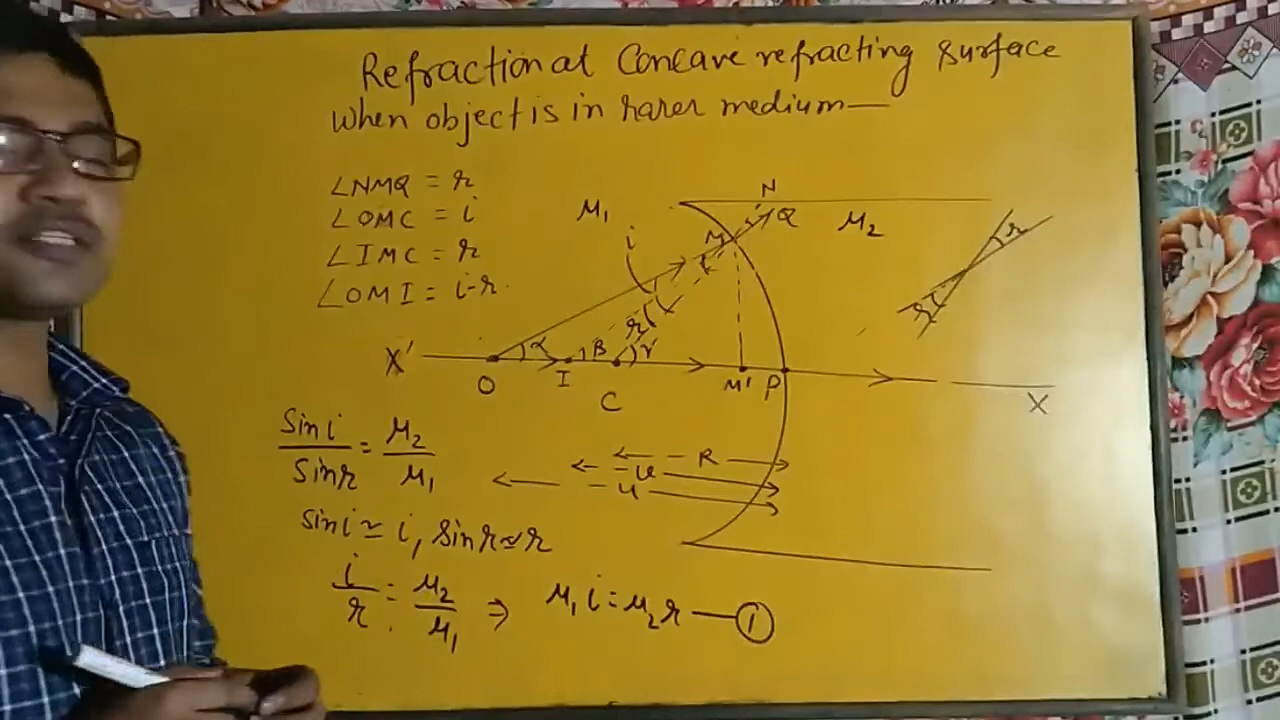 Refraction at Concave refracting surface
when object is in rarer medium—
∠NMQ = r
∠OMC = i
∠IMC = r
∠OMI = i-r.
μ₁
i
M
N
Q
μ₂
r
r
r
X'
O
α
I
β
C
γ
M'
P
X
Sin i / Sin r = μ₂ / μ₁
R
-u
Sin i ≃ i, Sin r ≃ r
i / r = μ₂ / μ₁ ⇒ μ₁ i = μ₂ r — ①